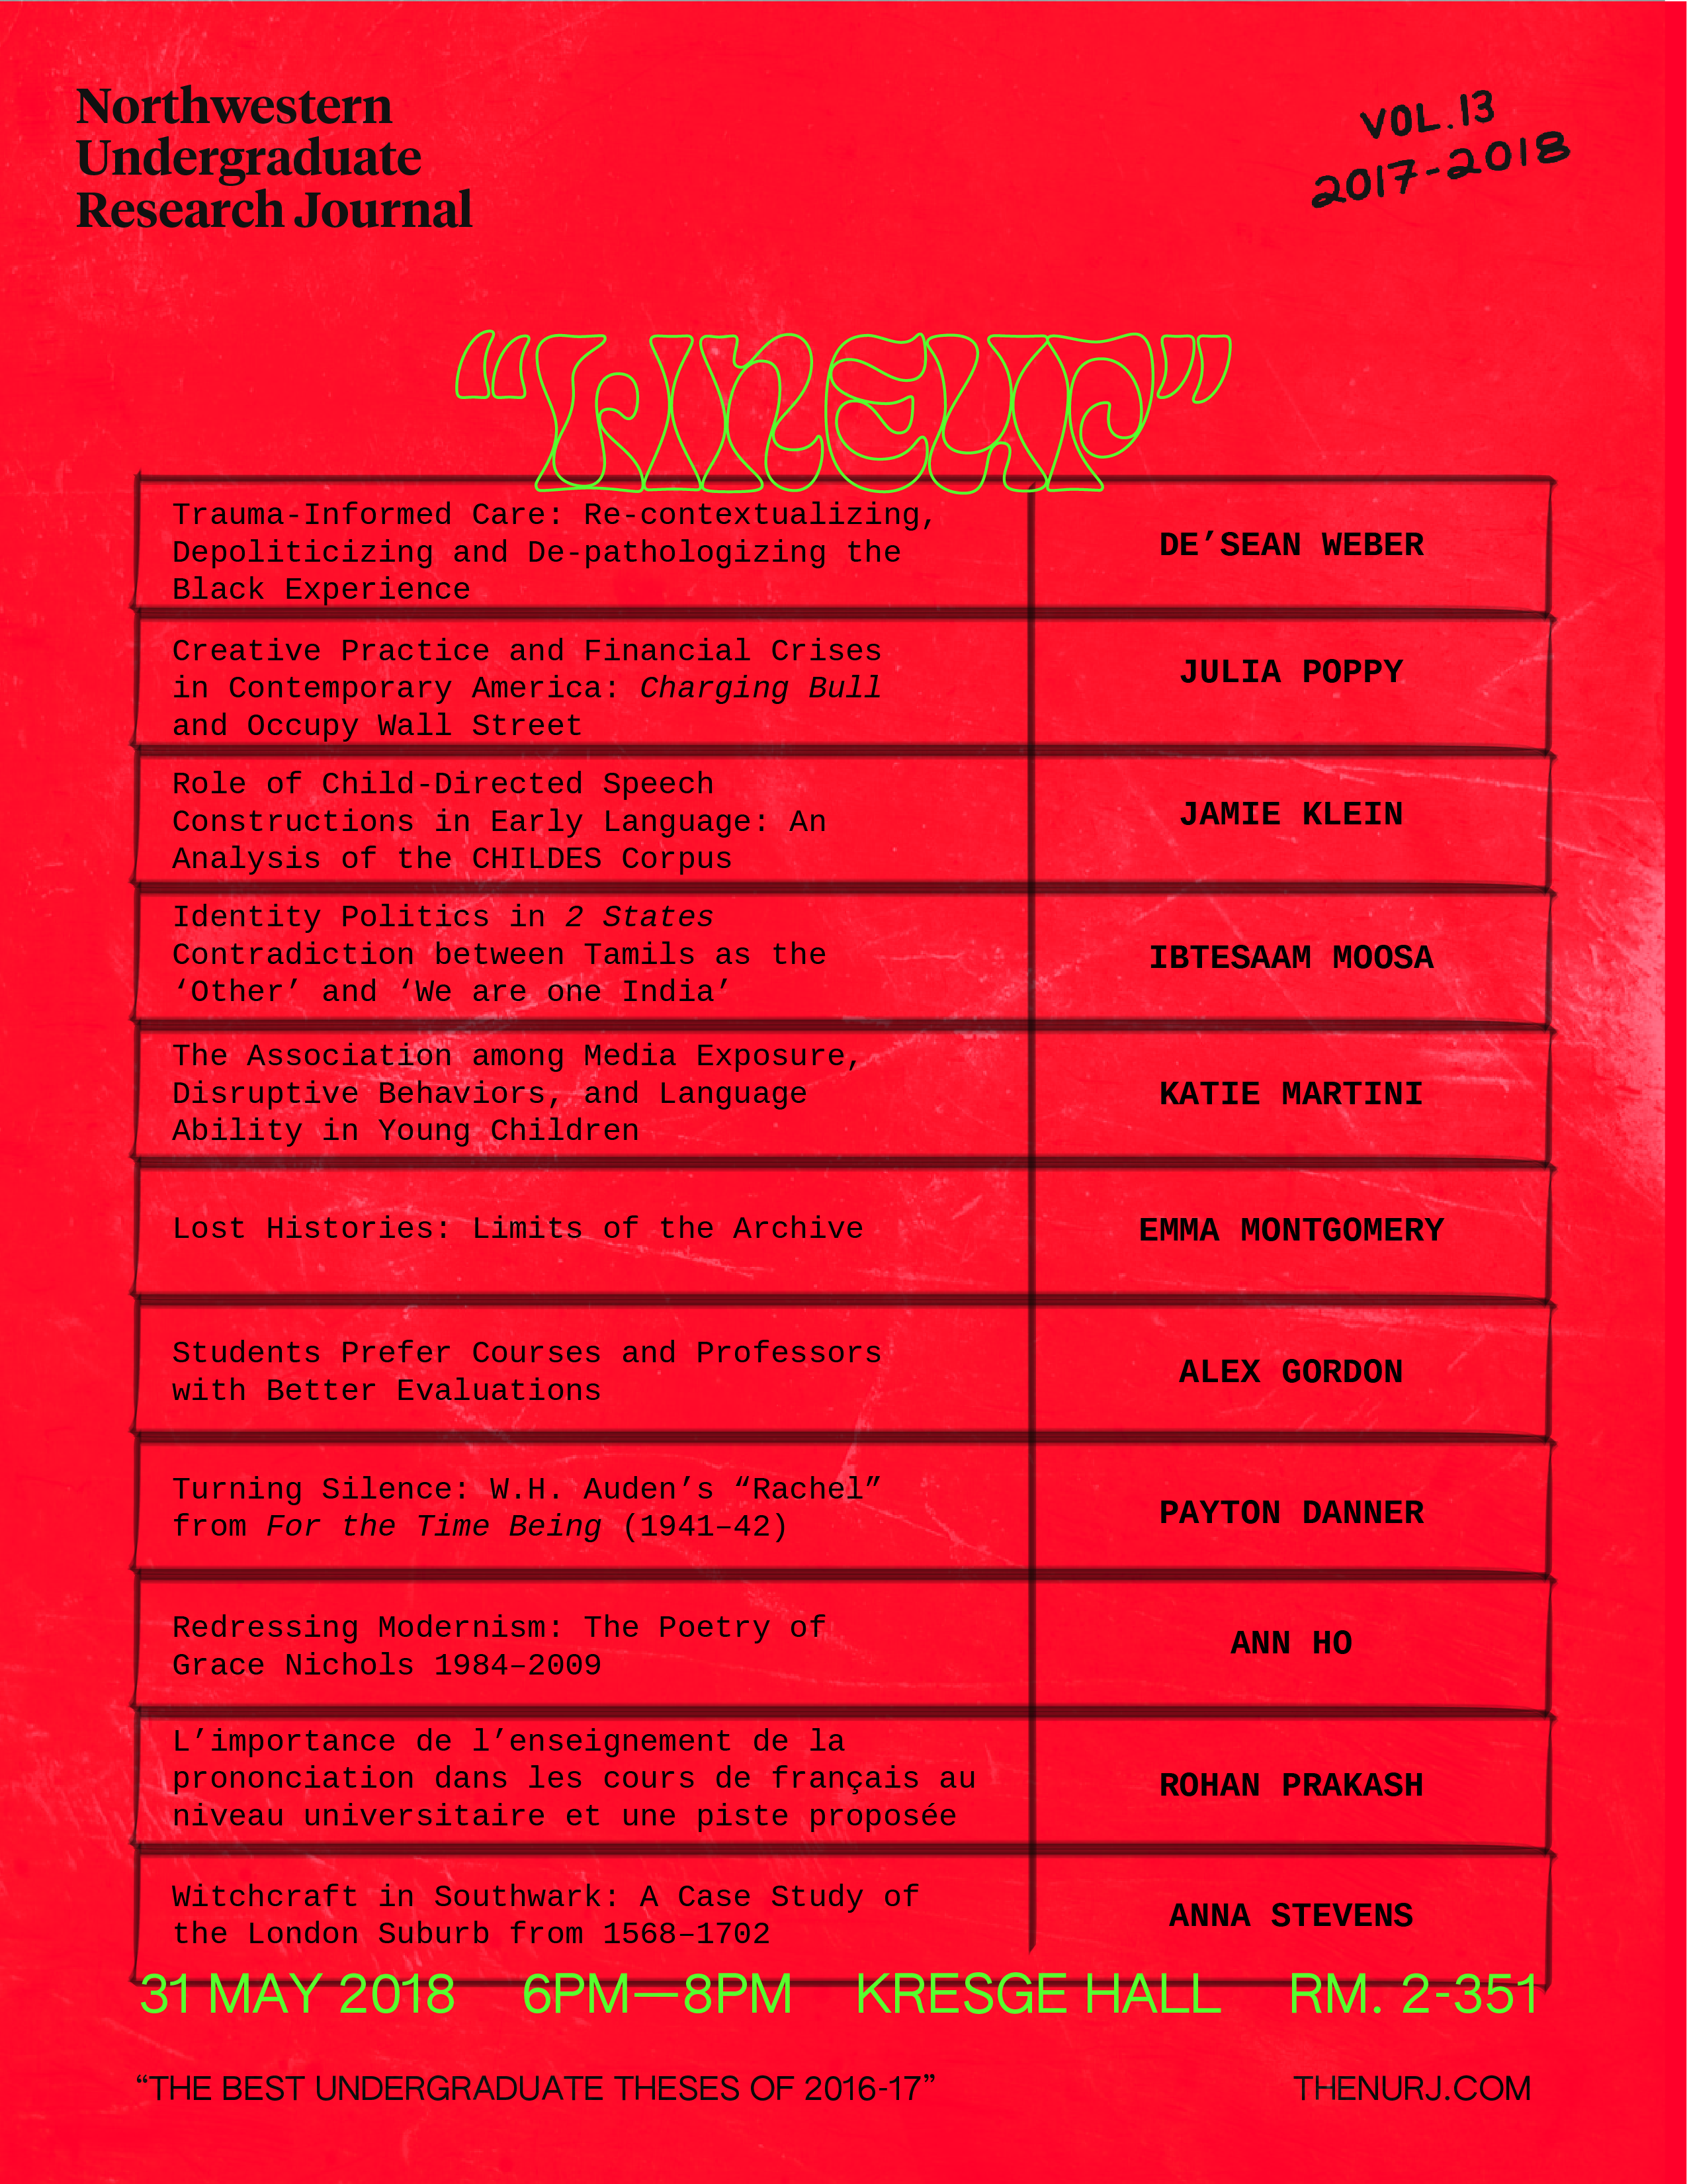 Northwestern
Undergraduate
Research Journal
VOL.13
2017-2018
“LINEUP”
Trauma-Informed Care: Re-contextualizing,
Depoliticizing and De-pathologizing the
Black Experience
DE’SEAN WEBER
Creative Practice and Financial Crises
in Contemporary America: Charging Bull
and Occupy Wall Street
JULIA POPPY
Role of Child-Directed Speech
Constructions in Early Language: An
Analysis of the CHILDES Corpus
JAMIE KLEIN
Identity Politics in 2 States
Contradiction between Tamils as the
‘Other’ and ‘We are one India’
IBTESAAM MOOSA
The Association among Media Exposure,
Disruptive Behaviors, and Language
Ability in Young Children
KATIE MARTINI
Lost Histories: Limits of the Archive
EMMA MONTGOMERY
Students Prefer Courses and Professors
with Better Evaluations
ALEX GORDON
Turning Silence: W.H. Auden’s “Rachel”
from For the Time Being (1941–42)
PAYTON DANNER
Redressing Modernism: The Poetry of
Grace Nichols 1984–2009
ANN HO
L’importance de l’enseignement de la
prononciation dans les cours de français au
niveau universitaire et une piste proposée
ROHAN PRAKASH
Witchcraft in Southwark: A Case Study of
the London Suburb from 1568–1702
ANNA STEVENS
31 MAY 2018 6PM—8PM KRESGE HALL RM. 2-351
“THE BEST UNDERGRADUATE THESES OF 2016-17” THENURJ.COM